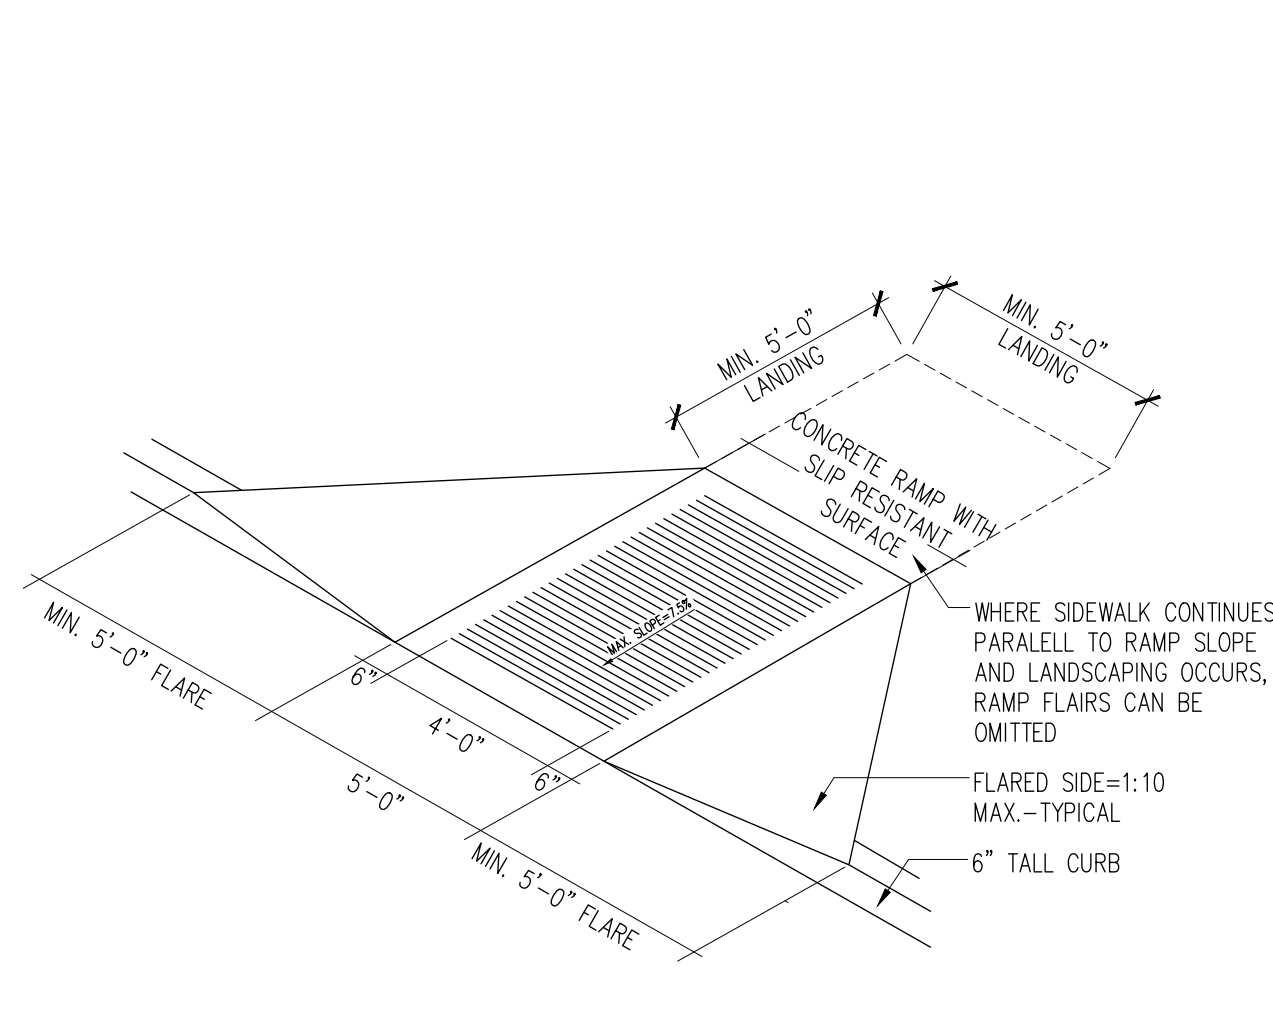 MIN. 5'-0"
LANDING
MIN. 5'-0"
LANDING
CONCRETE RAMP WITH
SLIP RESISTANT
SURFACE
MAX. SLOPE=7.5%
MIN. 5'-0" FLARE
6"
4'-0"
6"
5'-0"
MIN. 5'-0" FLARE
WHERE SIDEWALK CONTINUES
PARALELL TO RAMP SLOPE
AND LANDSCAPING OCCURS,
RAMP FLAIRS CAN BE
OMITTED
FLARED SIDE=1:10
MAX.-TYPICAL
6" TALL CURB